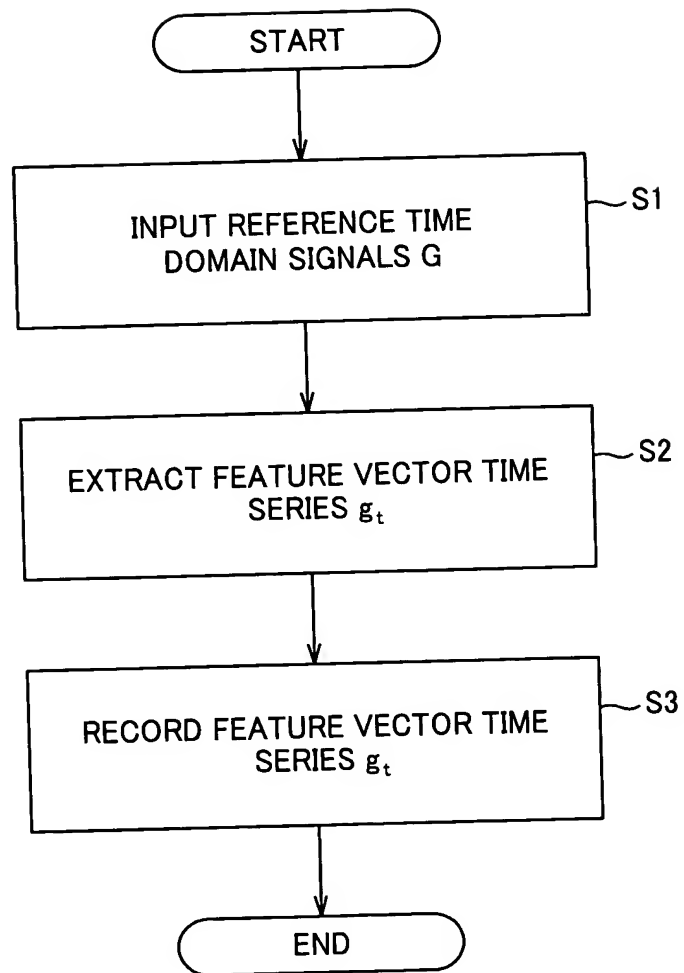 START
INPUT REFERENCE TIME
DOMAIN SIGNALS G
S1
EXTRACT FEATURE VECTOR TIME
SERIES gₜ
S2
RECORD FEATURE VECTOR TIME
SERIES gₜ
S3
END